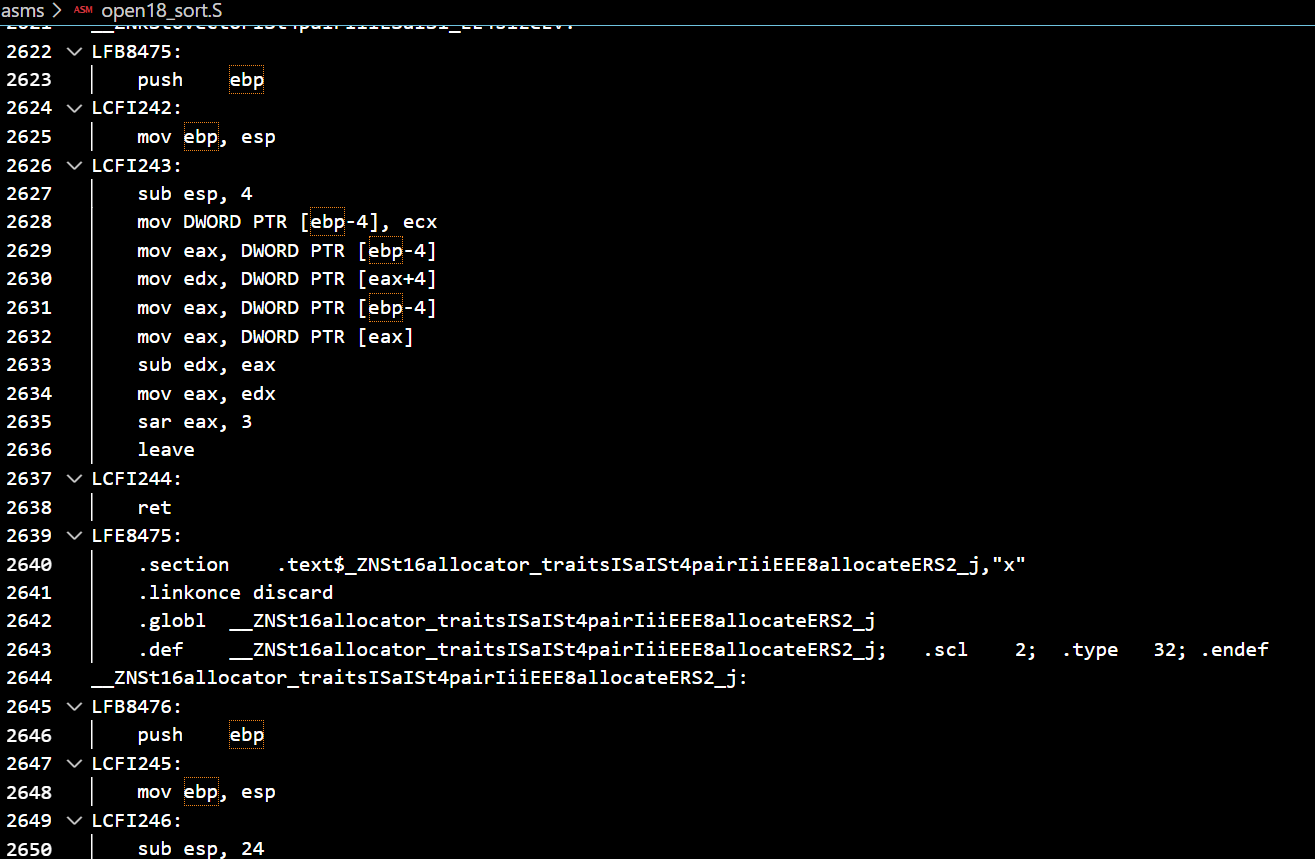 asms > ASM open18_sort.S
2622 LFB8475:
2623 push ebp
2624 LCFI242:
2625 mov ebp, esp
2626 LCFI243:
2627 sub esp, 4
2628 mov DWORD PTR [ebp-4], ecx
2629 mov eax, DWORD PTR [ebp-4]
2630 mov edx, DWORD PTR [eax+4]
2631 mov eax, DWORD PTR [ebp-4]
2632 mov eax, DWORD PTR [eax]
2633 sub edx, eax
2634 mov eax, edx
2635 sar eax, 3
2636 leave
2637 LCFI244:
2638 ret
2639 LFE8475:
2640 .section .text$_ZNSt16allocator_traitsISaISt4pairIiiEEE8allocateERS2_j,"x"
2641 .linkonce discard
2642 .globl __ZNSt16allocator_traitsISaISt4pairIiiEEE8allocateERS2_j
2643 .def __ZNSt16allocator_traitsISaISt4pairIiiEEE8allocateERS2_j; .scl 2; .type 32; .endef
2644 __ZNSt16allocator_traitsISaISt4pairIiiEEE8allocateERS2_j:
2645 LFB8476:
2646 push ebp
2647 LCFI245:
2648 mov ebp, esp
2649 LCFI246:
2650 sub esp, 24